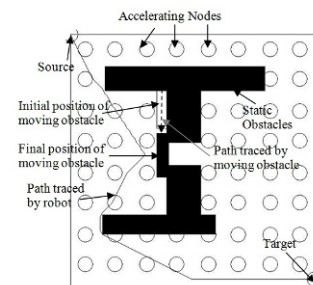 Accelerating Nodes
Source
Initial position of
moving obstacle
Static
Obstacles
Final position of
moving obstacle
Path traced by
moving obstacle
Path traced
by robot
Target